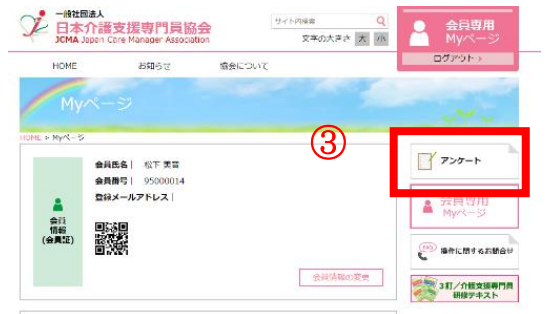 一般社団法人
日本介護支援専門員協会
JCMA Japan Care Manager Association
サイト内検索
文字の大きさ 大 小
会員専用
Myページ
ログアウト
HOME お知らせ 協会について
Myページ
HOME > Myページ
③
アンケート
会員氏名｜ 松下 美音
会員番号｜ 95000014
登録メールアドレス｜
会員
情報
(会員証)
会員情報の変更
会員専用
Myページ
FAQ
操作に関するお問合せ
3訂／介護支援専門員
研修テキスト